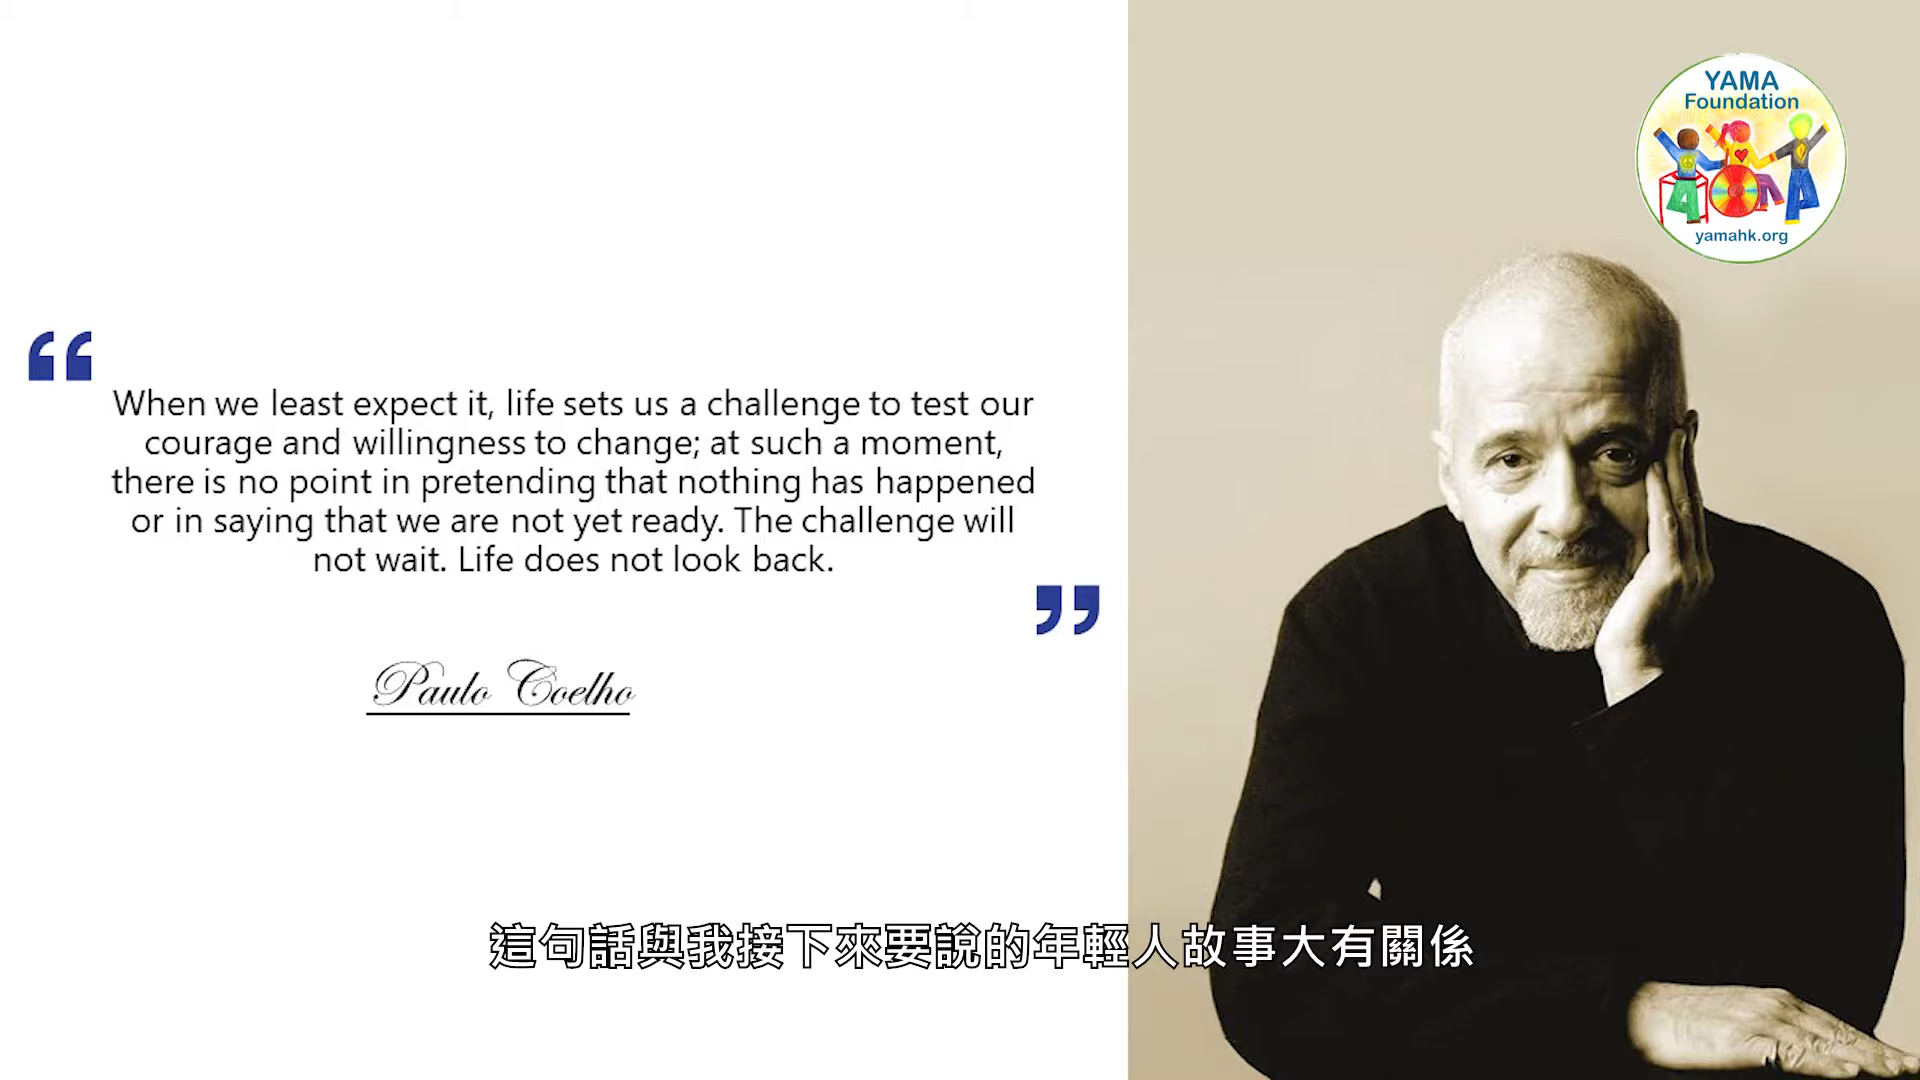 YAMA
Foundation
yamahk.org
“
When we least expect it, life sets us a challenge to test our
courage and willingness to change; at such a moment,
there is no point in pretending that nothing has happened
or in saying that we are not yet ready. The challenge will
not wait. Life does not look back.
”
Paulo Coelho
這句話與我接下來要說的年輕人故事大有關係